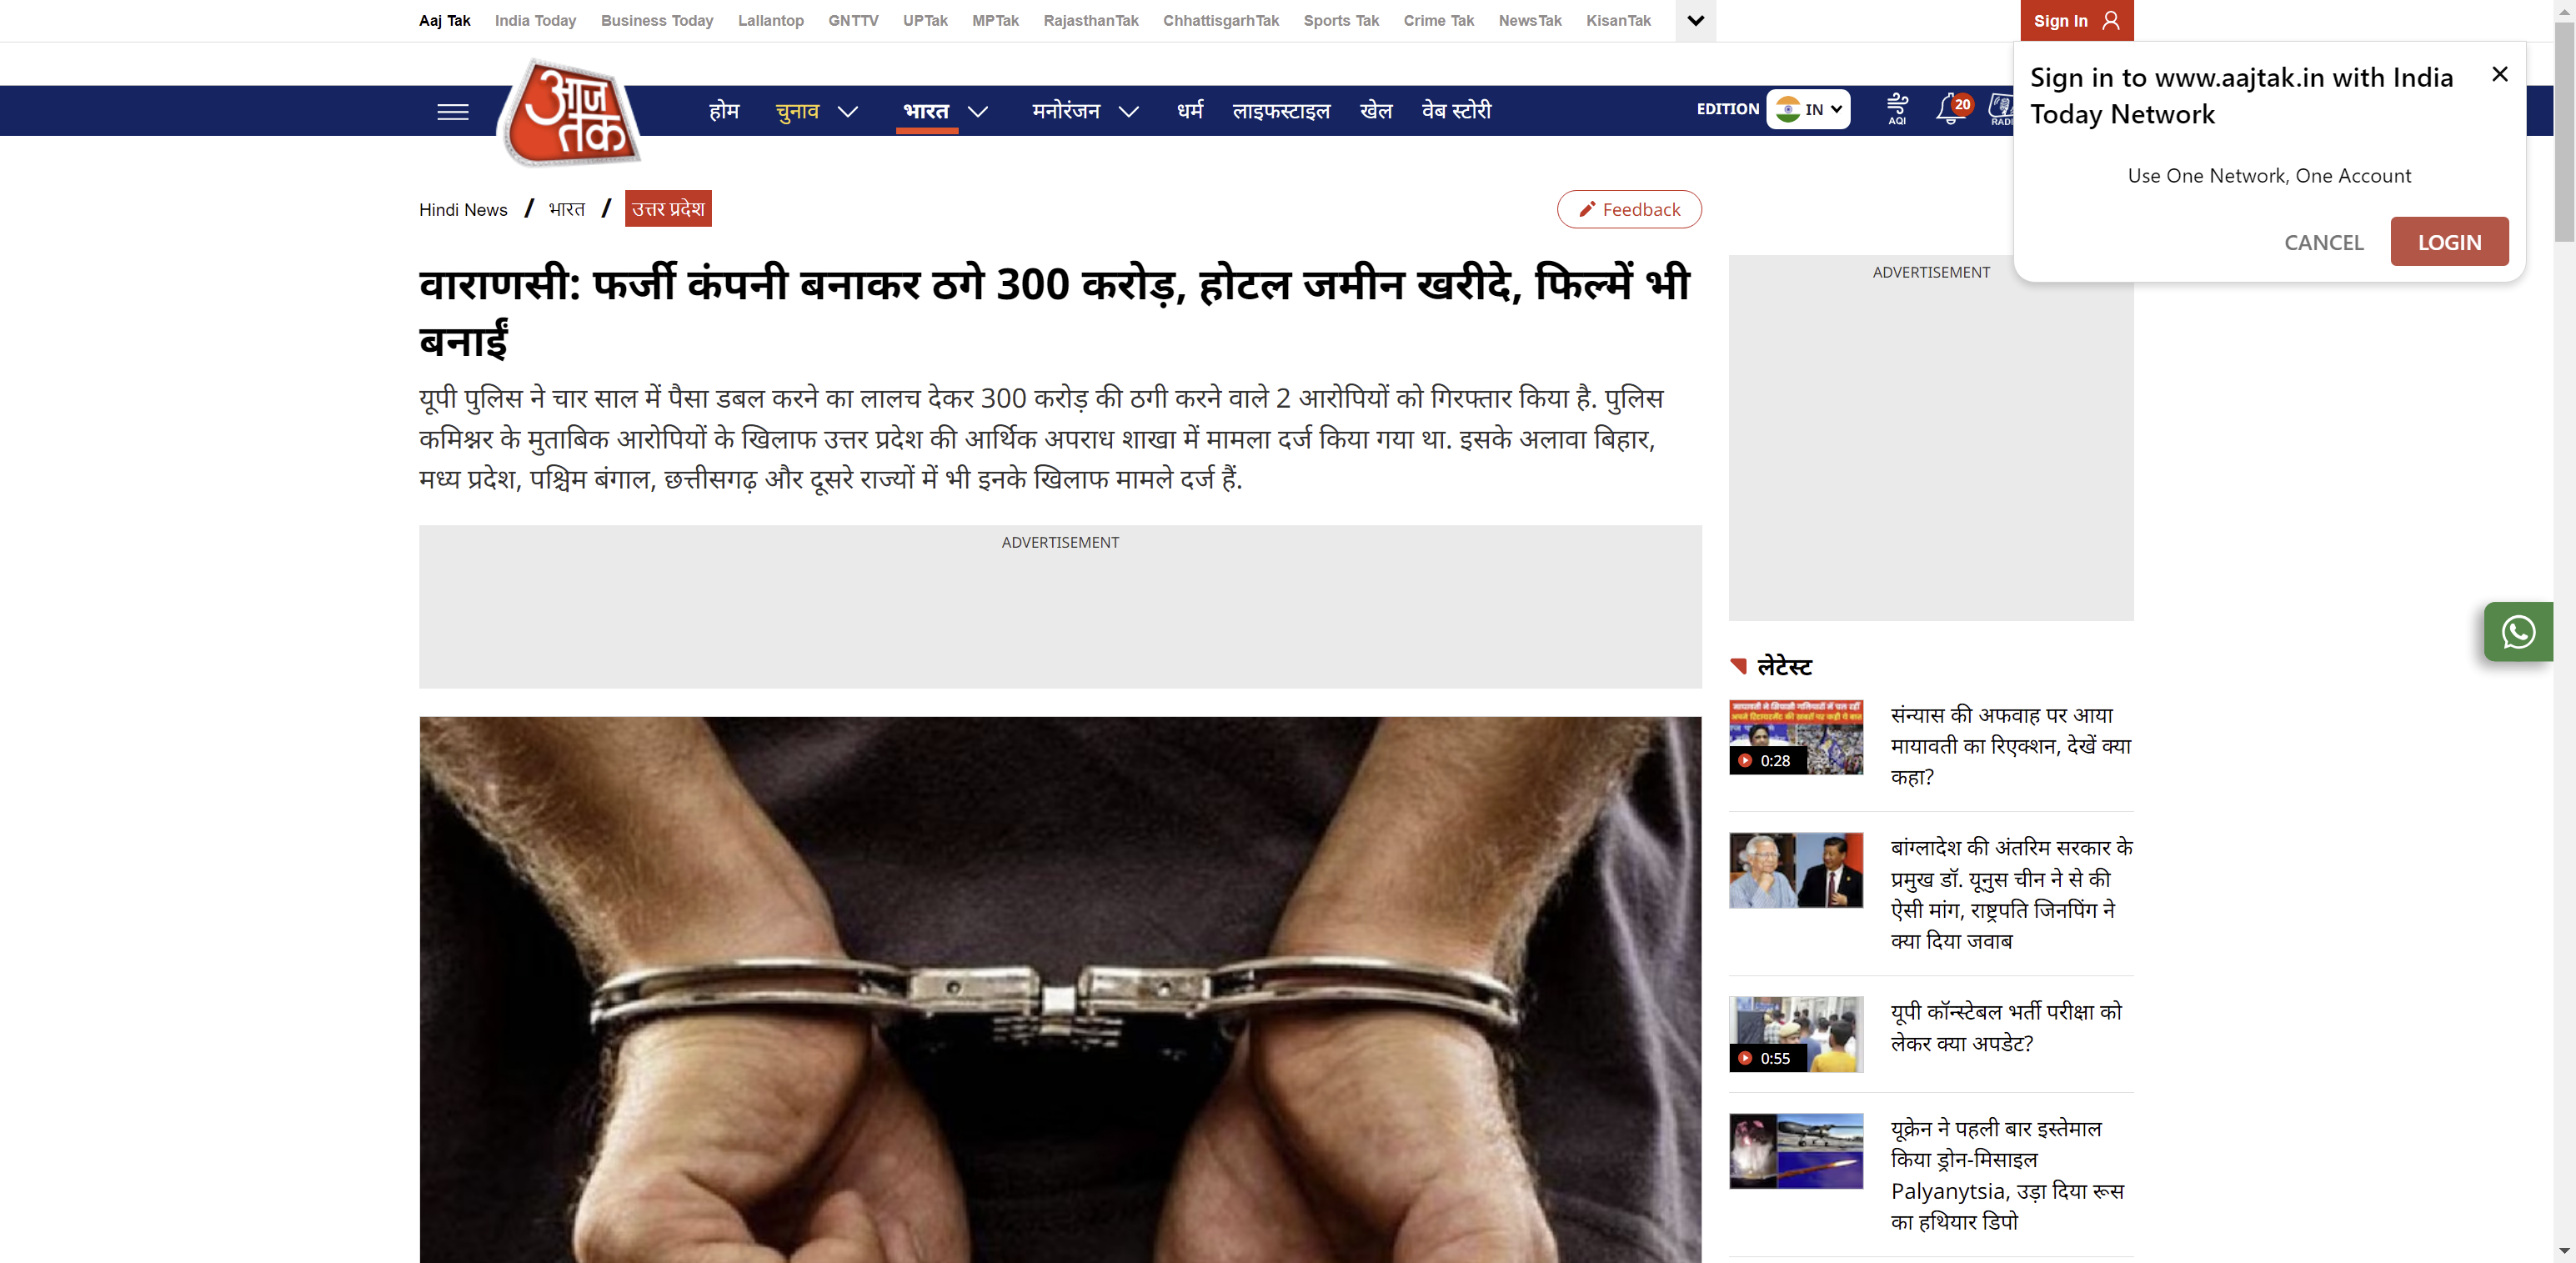 Aaj Tak India Today Business Today Lallantop GNTTV UPTak MPTak RajasthanTak ChhattisgarhTak Sports Tak Crime Tak NewsTak KisanTak
Sign In
आज
तक
होम चुनाव भारत मनोरंजन धर्म लाइफस्टाइल खेल वेब स्टोरी
EDITION IN
AQI
20
Sign in to www.aajtak.in with India
Today Network
Use One Network, One Account
CANCEL LOGIN
Hindi News / भारत / उत्तर प्रदेश
Feedback
वाराणसी: फर्जी कंपनी बनाकर ठगे 300 करोड़, होटल जमीन खरीदे, फिल्में भी
बनाईं
यूपी पुलिस ने चार साल में पैसा डबल करने का लालच देकर 300 करोड़ की ठगी करने वाले 2 आरोपियों को गिरफ्तार किया है. पुलिस
कमिश्नर के मुताबिक आरोपियों के खिलाफ उत्तर प्रदेश की आर्थिक अपराध शाखा में मामला दर्ज किया गया था. इसके अलावा बिहार,
मध्य प्रदेश, पश्चिम बंगाल, छत्तीसगढ़ और दूसरे राज्यों में भी इनके खिलाफ मामले दर्ज हैं.
ADVERTISEMENT
ADVERTISEMENT
लेटेस्ट
0:28
संन्यास की अफवाह पर आया
मायावती का रिएक्शन, देखें क्या
कहा?
बांग्लादेश की अंतरिम सरकार के
प्रमुख डॉ. यूनुस चीन ने से की
ऐसी मांग, राष्ट्रपति जिनपिंग ने
क्या दिया जवाब
0:55
यूपी कॉन्स्टेबल भर्ती परीक्षा को
लेकर क्या अपडेट?
यूक्रेन ने पहली बार इस्तेमाल
किया ड्रोन-मिसाइल
Palyanytsia, उड़ा दिया रूस
का हथियार डिपो